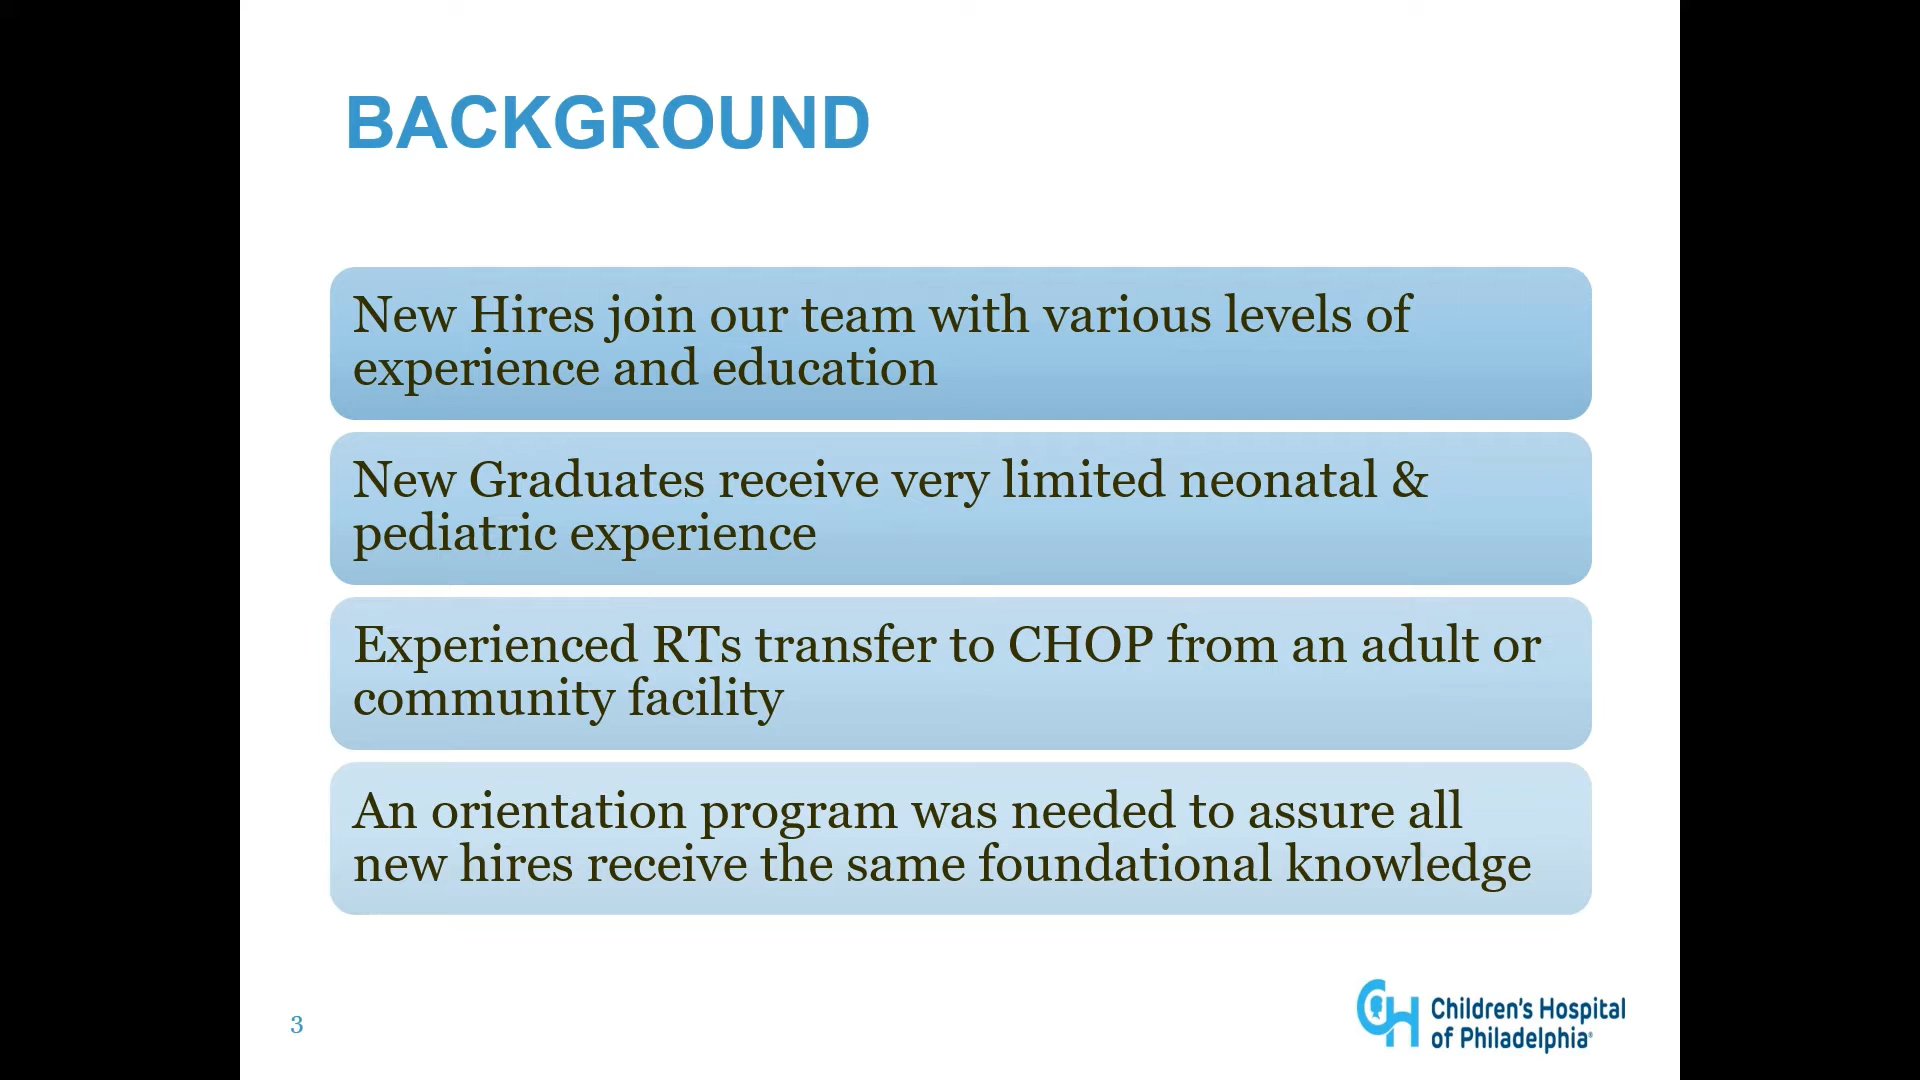 BACKGROUND
New Hires join our team with various levels of
experience and education
New Graduates receive very limited neonatal &
pediatric experience
Experienced RTs transfer to CHOP from an adult or
community facility
An orientation program was needed to assure all
new hires receive the same foundational knowledge
3
CH Children's Hospital
of Philadelphia®